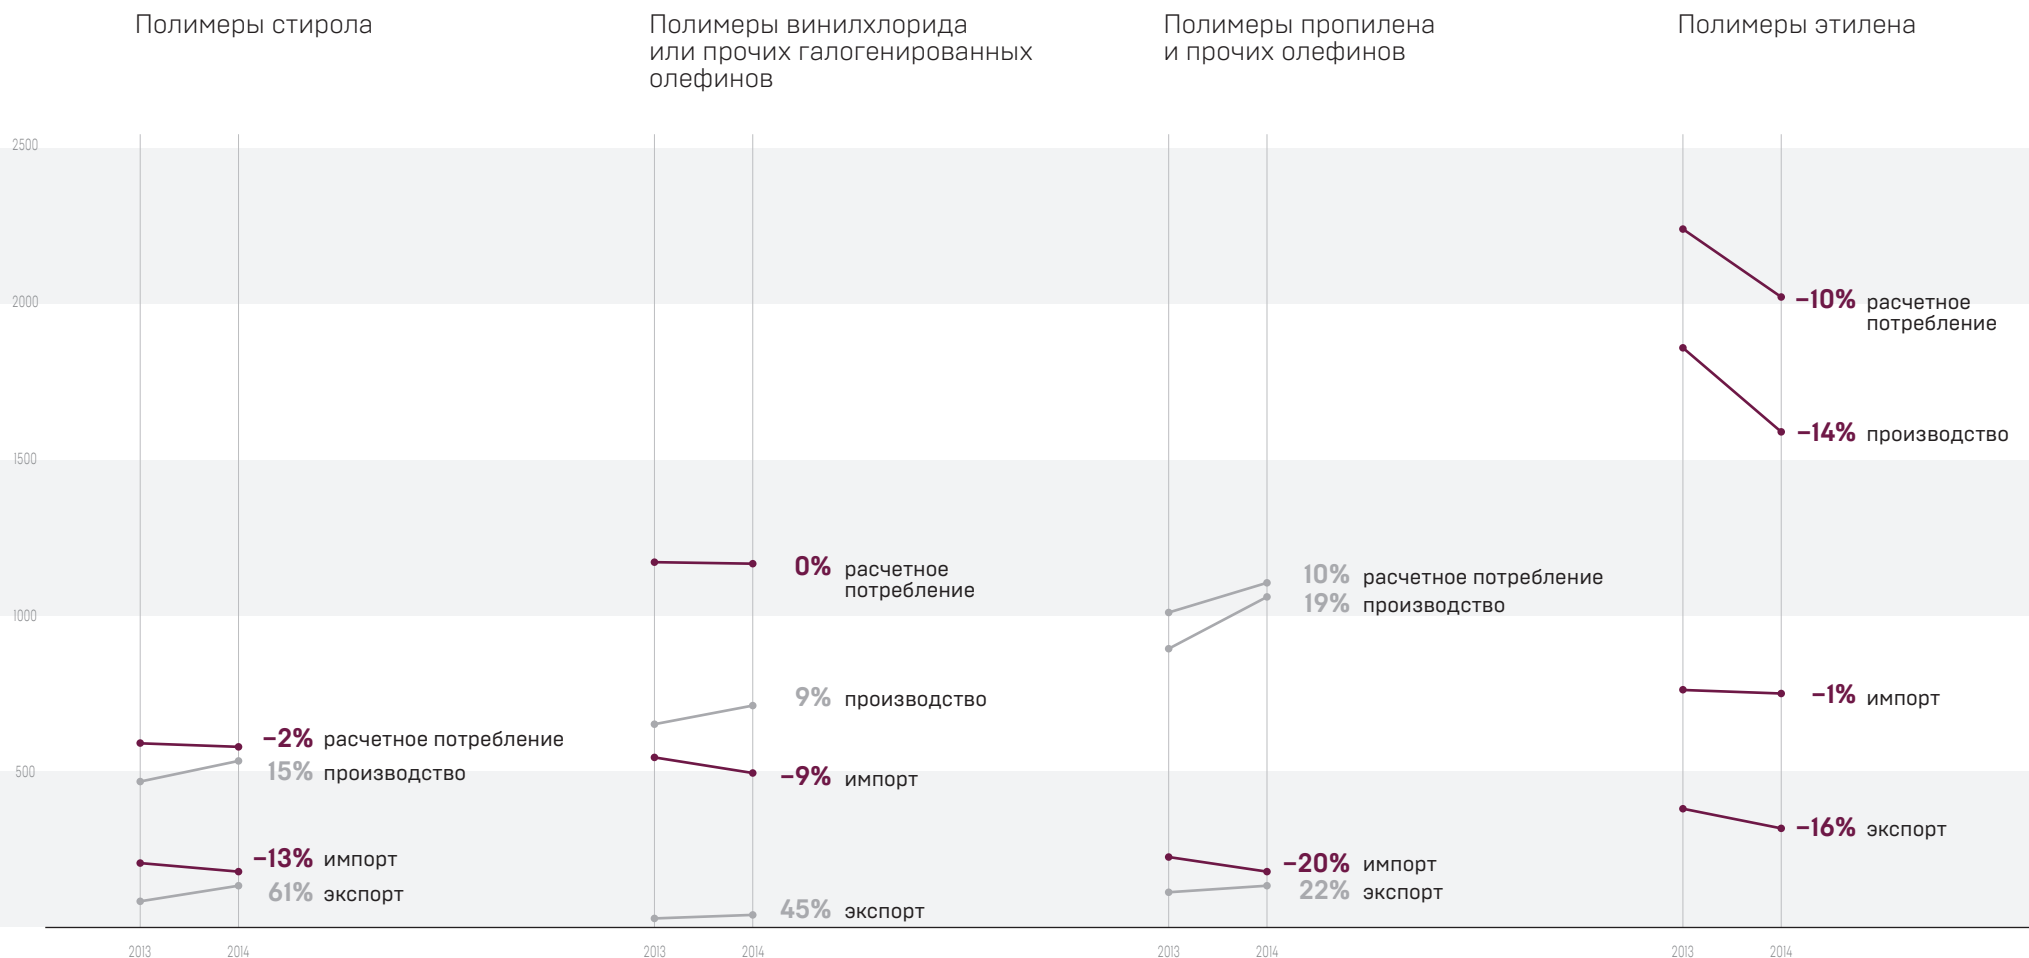 Полимеры стирола
Полимеры винилхлорида
или прочих галогенированных
олефинов
Полимеры пропилена
и прочих олефинов
Полимеры этилена
2500
2000
1500
1000
500
–2% расчетное потребление
15% производство
–13% импорт
61% экспорт
2013
2014
0% расчетное
потребление
9% производство
–9% импорт
45% экспорт
2013
2014
10% расчетное потребление
19% производство
–20% импорт
22% экспорт
2013
2014
–10% расчетное
потребление
–14% производство
–1% импорт
–16% экспорт
2013
2014